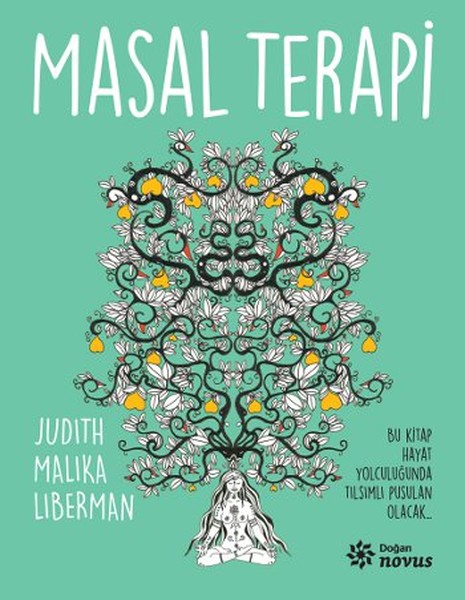 MASAL TERAPİ
JUDITH
MALIKA
LIBERMAN
BU KİTAP
HAYAT
YOLCULUĞUNDA
TILSIMLI PUSULAN
OLACAK...
Doğan
novus